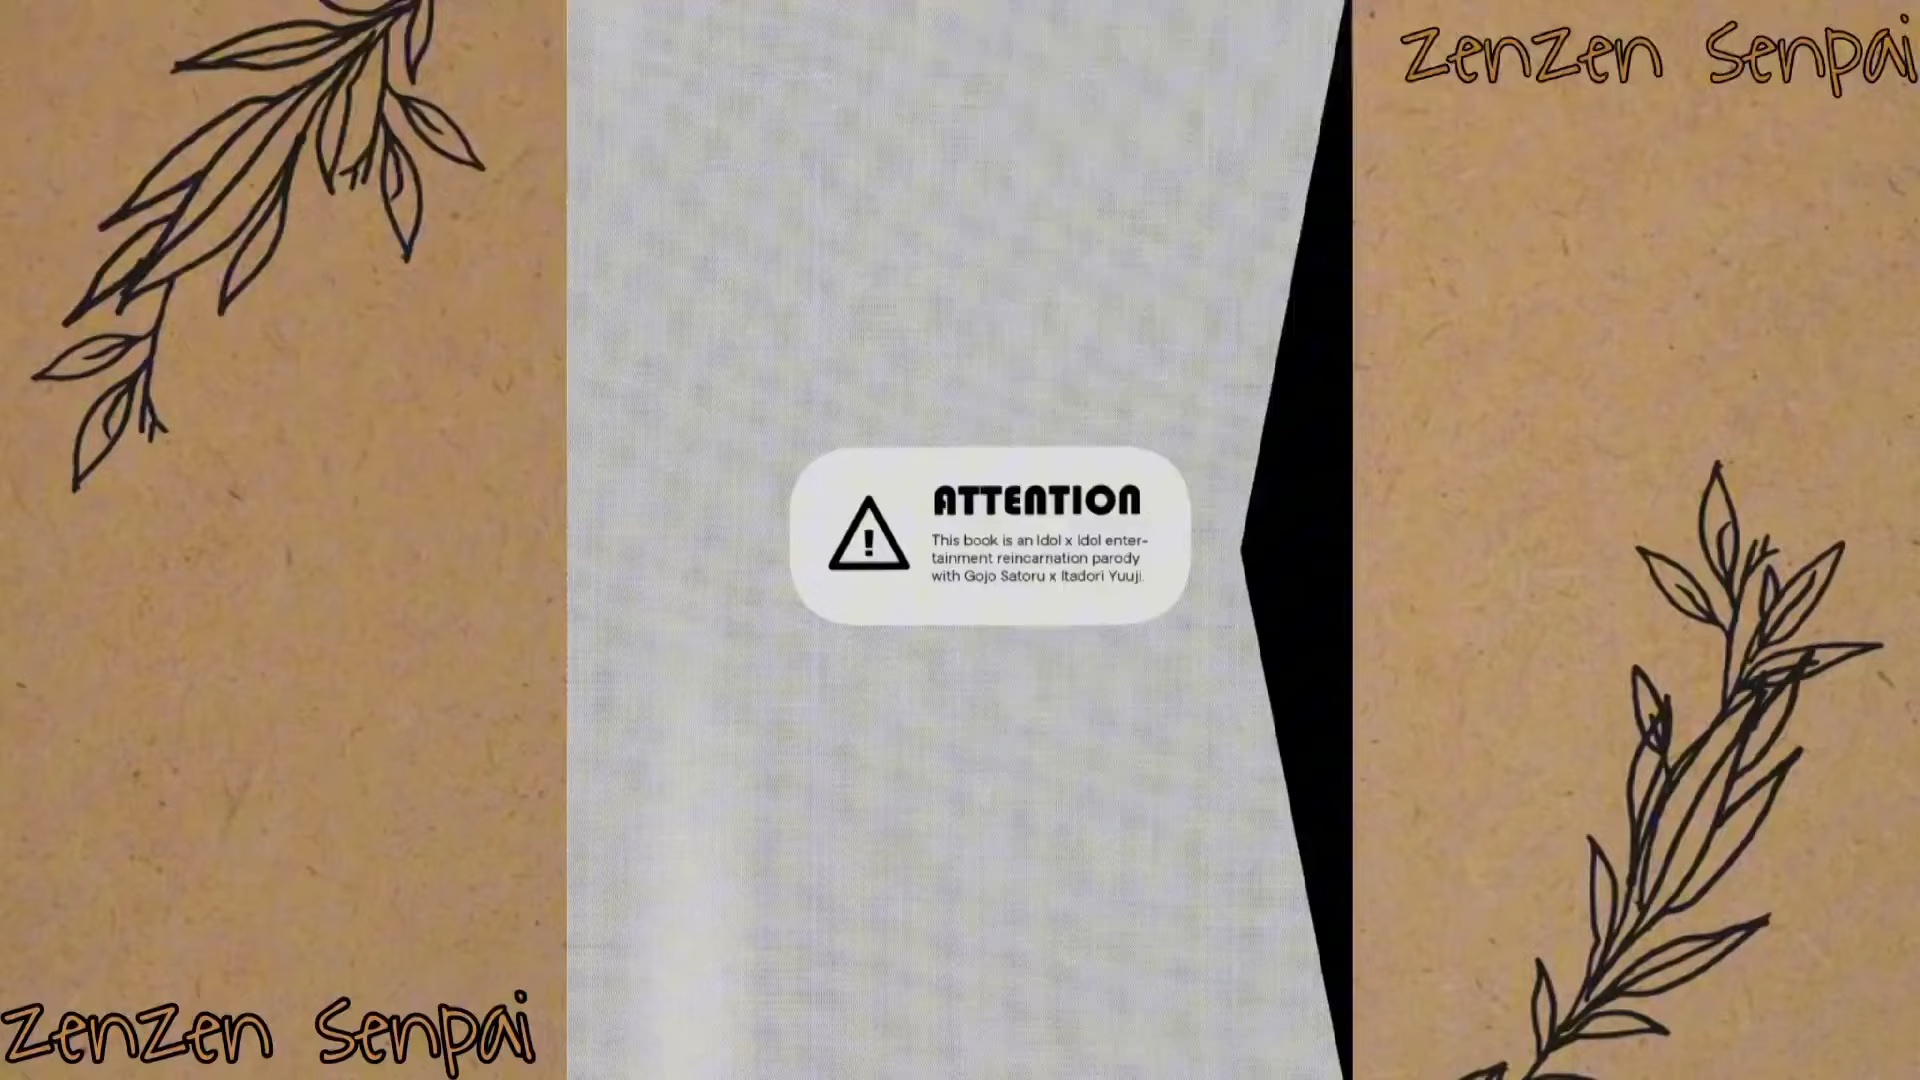 ZenZen Senpai
ATTENTION
!
This book is an Idol x Idol enter-
tainment reincarnation parody
with Gojo Satoru x Itadori Yuuji.
ZenZen Senpai